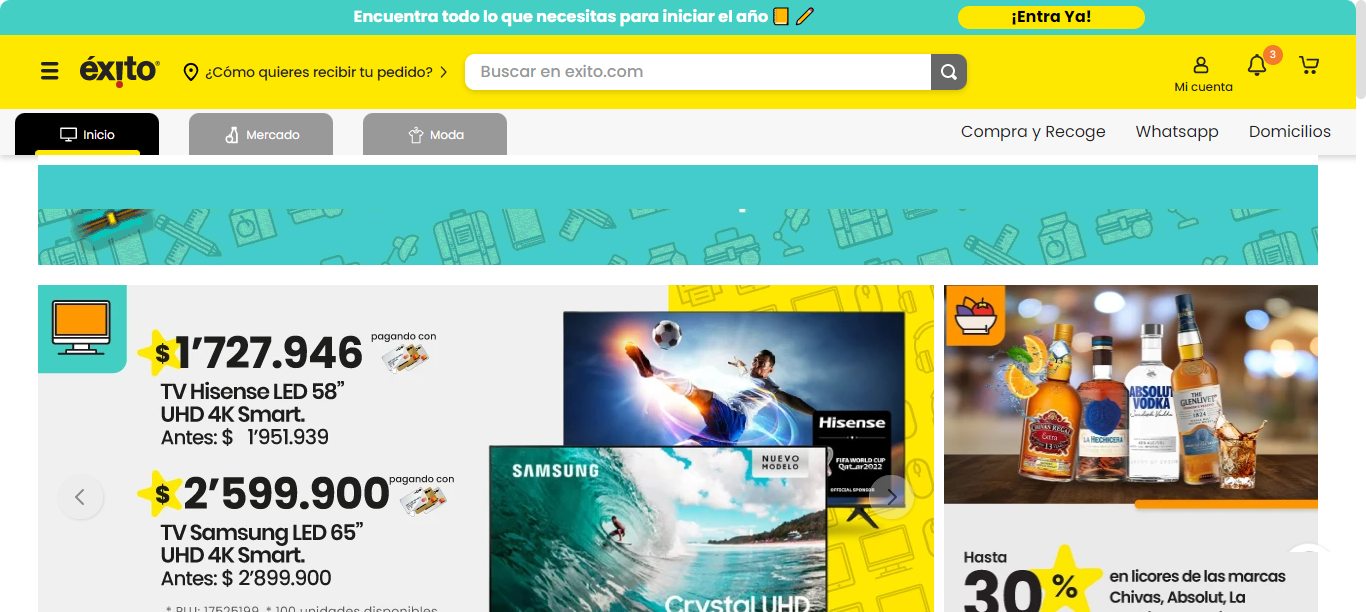 Encuentra todo lo que necesitas para iniciar el año
¡Entra Ya!
éxito
¿Cómo quieres recibir tu pedido?
Buscar en exito.com
3
Mi cuenta
Inicio
Mercado
Moda
Compra y Recoge
Whatsapp
Domicilios
$ 1’727.946
pagando con
TV Hisense LED 58”
UHD 4K Smart.
Antes: $ 1’951.939
$ 2’599.900
pagando con
TV Samsung LED 65”
UHD 4K Smart.
Antes: $ 2’899.900
* PLU: 17525199. * 100 unidades disponibles
Hisense
FIFA WORLD CUP
Qatar2022
OFFICIAL SPONSOR
SAMSUNG
NUEVO
MODELO
Crystal UHD
CHIVAS REGAL
Extra
13
LA HECHICERA
ABSOLUT
VODKA
THE
GLENLIVET
1824
Hasta
30 %
en licores de las marcas
Chivas, Absolut, La